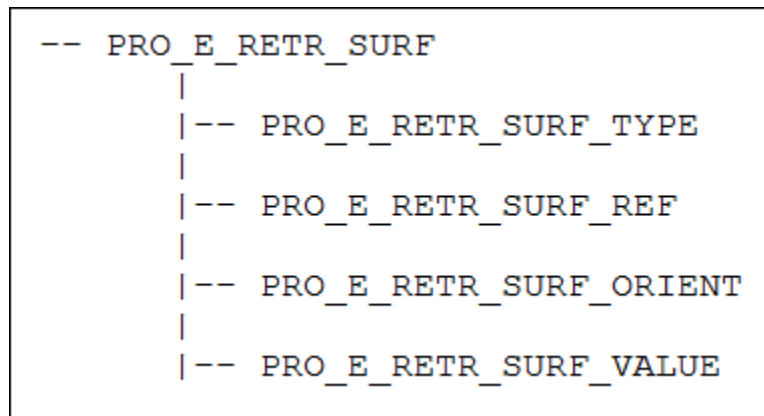 -- PRO_E_RETR_SURF
|
|-- PRO_E_RETR_SURF_TYPE
|
|-- PRO_E_RETR_SURF_REF
|
|-- PRO_E_RETR_SURF_ORIENT
|
|-- PRO_E_RETR_SURF_VALUE